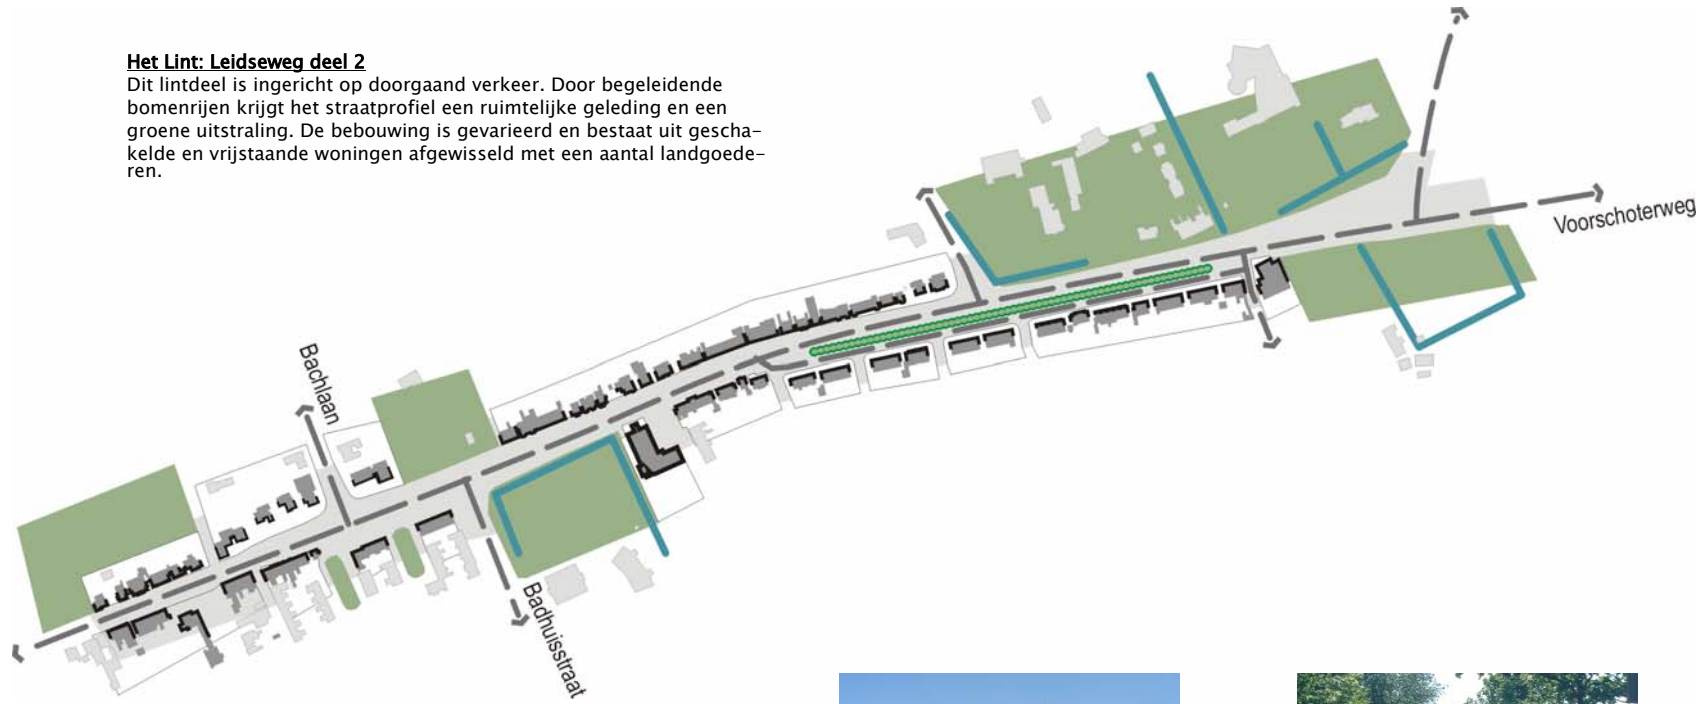 Het Lint: Leidseweg deel 2
Dit lintdeel is ingericht op doorgaand verkeer. Door begeleidende
bomenrijen krijgt het straatprofiel een ruimtelijke geleding en een
groene uitstraling. De bebouwing is gevarieerd en bestaat uit gescha-
kelde en vrijstaande woningen afgewisseld met een aantal landgoede-
ren.
Voorschoterweg
Bachlaan
Badhuisstraat